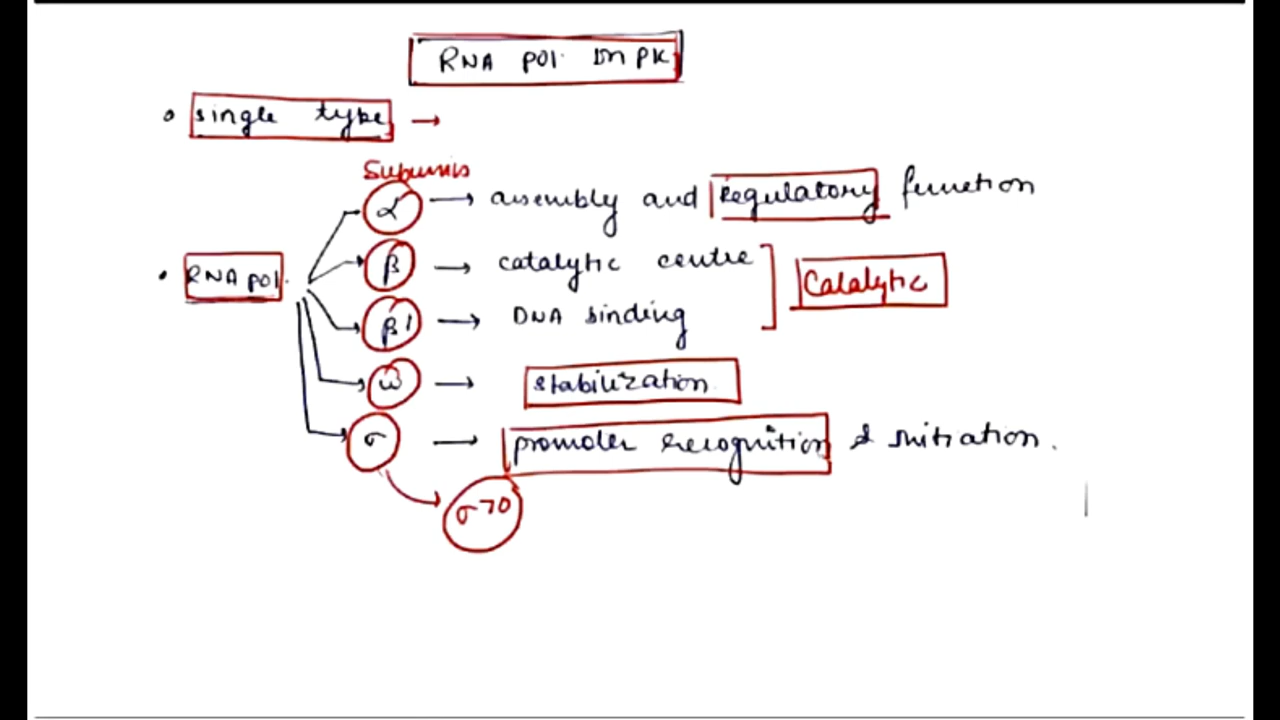 RNA pol. In PK
• single type →
Subunits
α → assembly and regulatory function
β → catalytic centre
Catalytic
• RNA pol.
β' → DNA binding
ω → stabilization
σ → promoter recognition & initiation.
σ70